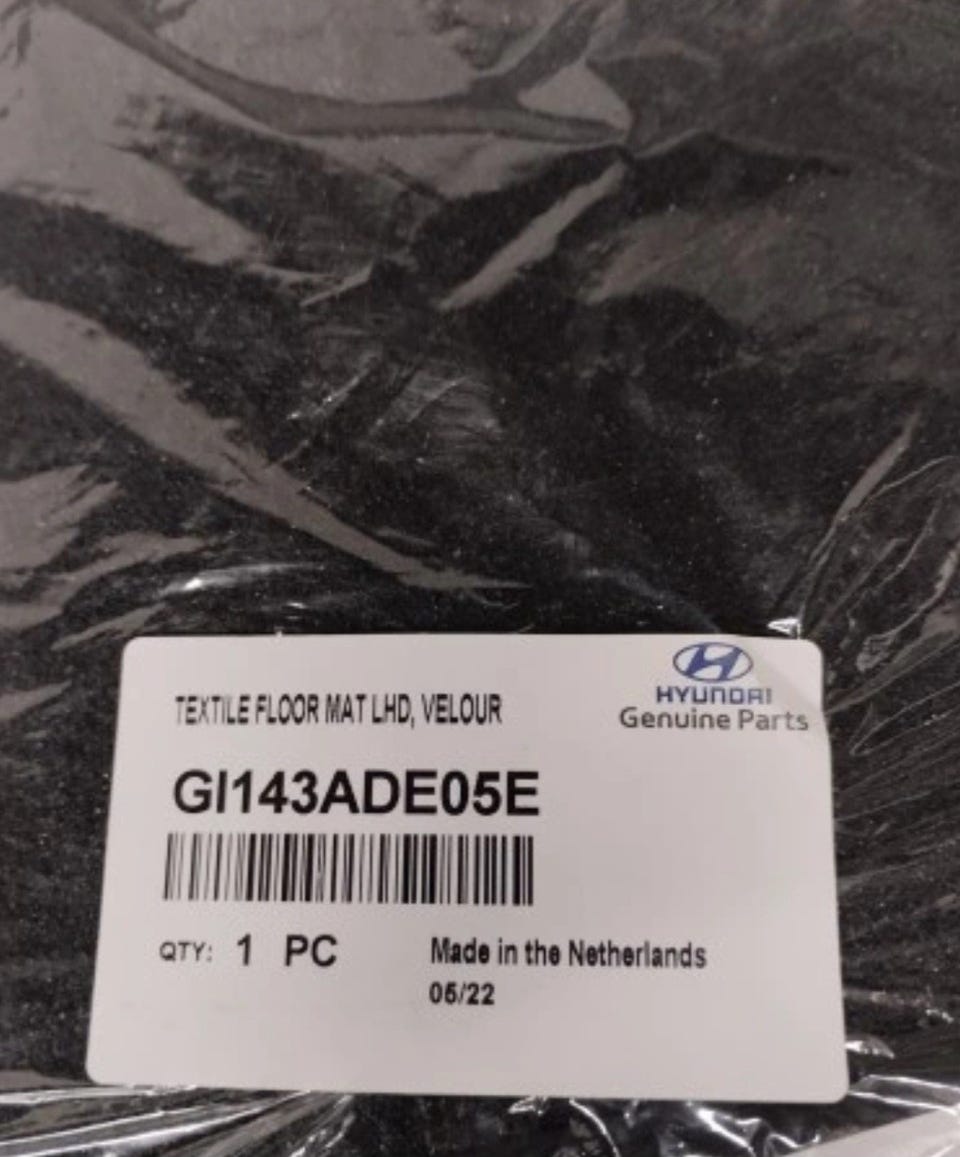 HYUNDAI
Genuine Parts
TEXTILE FLOOR MAT LHD, VELOUR
GI143ADE05E
QTY: 1 PC
Made in the Netherlands
05/22